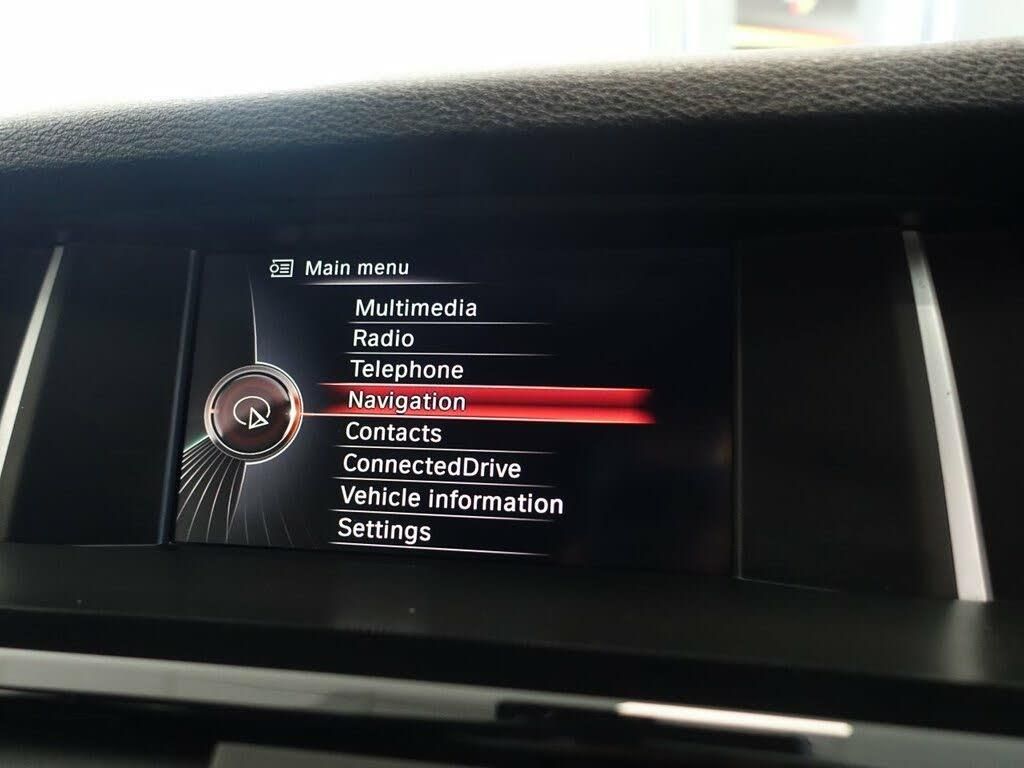 Main menu
Multimedia
Radio
Telephone
Navigation
Contacts
ConnectedDrive
Vehicle information
Settings